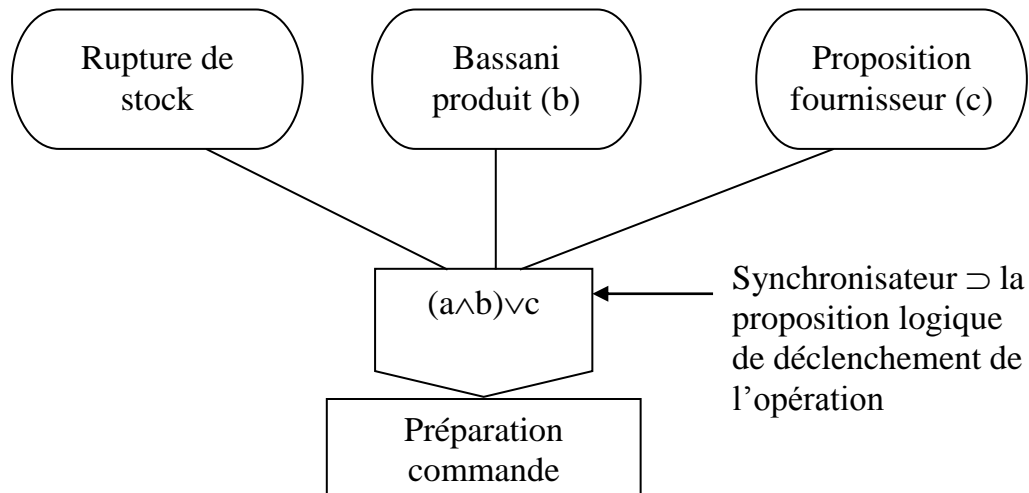 Rupture de
stock
Bassani
produit (b)
Proposition
fournisseur (c)
(a∧b)∨c
Synchronisateur ⊃ la
proposition logique
de déclenchement de
l’opération
Préparation
commande